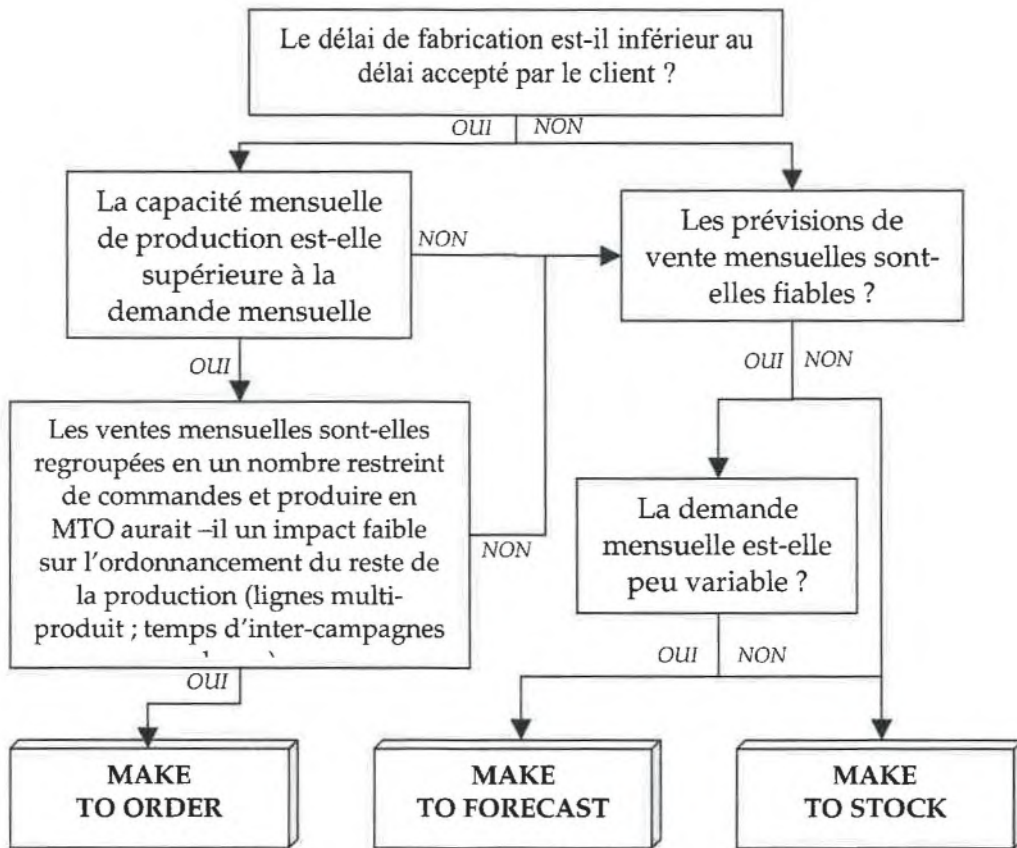 Le délai de fabrication est-il inférieur au
délai accepté par le client ?
OUI NON
La capacité mensuelle
de production est-elle
supérieure à la
demande mensuelle
NON
Les prévisions de
vente mensuelles sont-
elles fiables ?
OUI
OUI NON
Les ventes mensuelles sont-elles
regroupées en un nombre restreint
de commandes et produire en
MTO aurait –il un impact faible
sur l'ordonnancement du reste de
la production (lignes multi-
produit ; temps d'inter-campagnes
NON
La demande
mensuelle est-elle
peu variable ?
OUI
OUI NON
MAKE
TO ORDER
MAKE
TO FORECAST
MAKE
TO STOCK